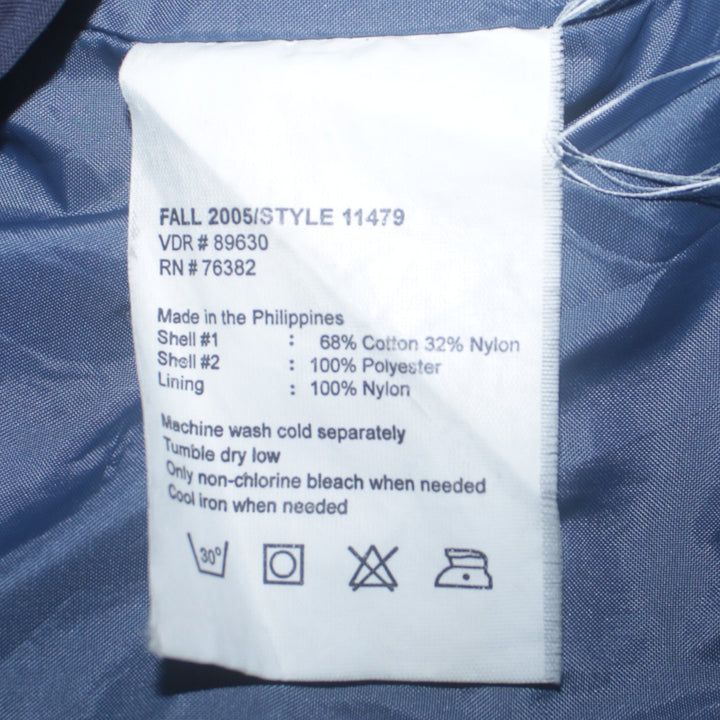 FALL 2005/STYLE 11479
VDR # 89630
RN # 76382
Made in the Philippines
Shell #1 : 68% Cotton 32% Nylon
Shell #2 : 100% Polyester
Lining : 100% Nylon
Machine wash cold separately
Tumble dry low
Only non-chlorine bleach when needed
Cool iron when needed
30°